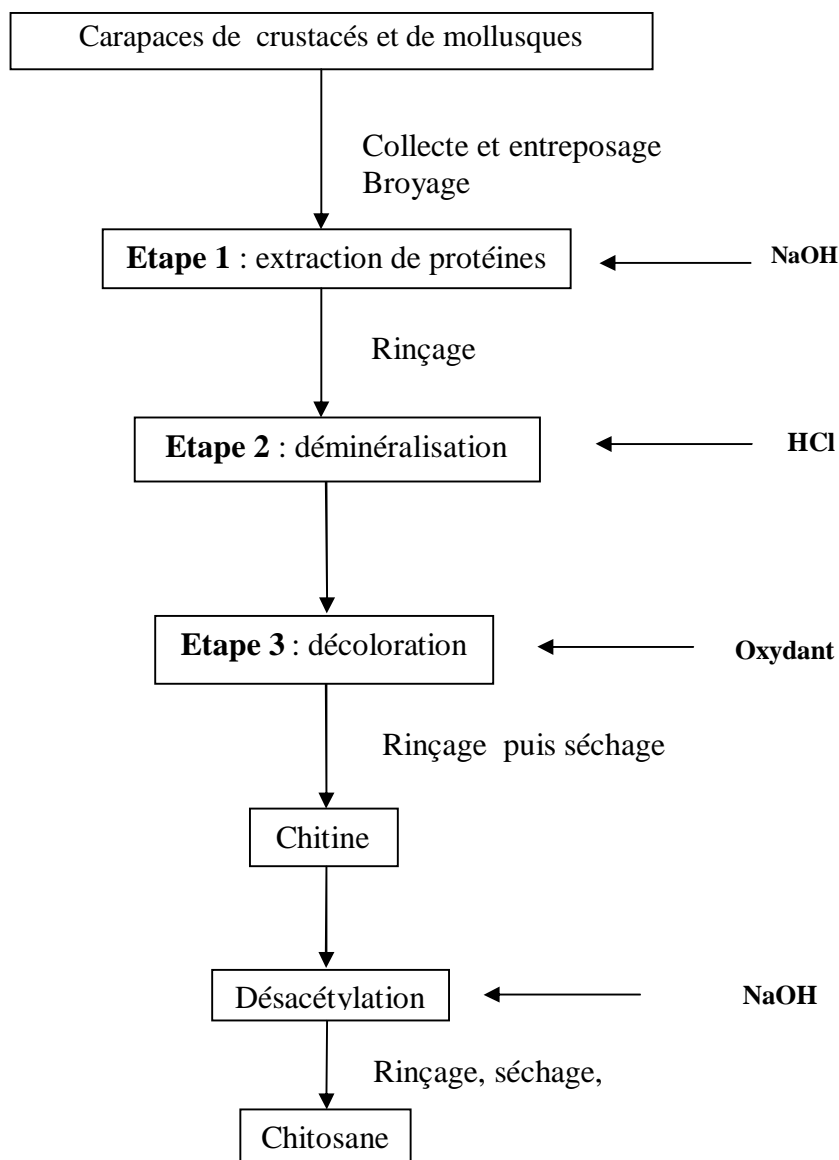 Carapaces de crustacés et de mollusques
Collecte et entreposage
Broyage
Etape 1 : extraction de protéines
NaOH
Rinçage
Etape 2 : déminéralisation
HCl
Etape 3 : décoloration
Oxydant
Rinçage puis séchage
Chitine
Désacétylation
NaOH
Rinçage, séchage,
Chitosane